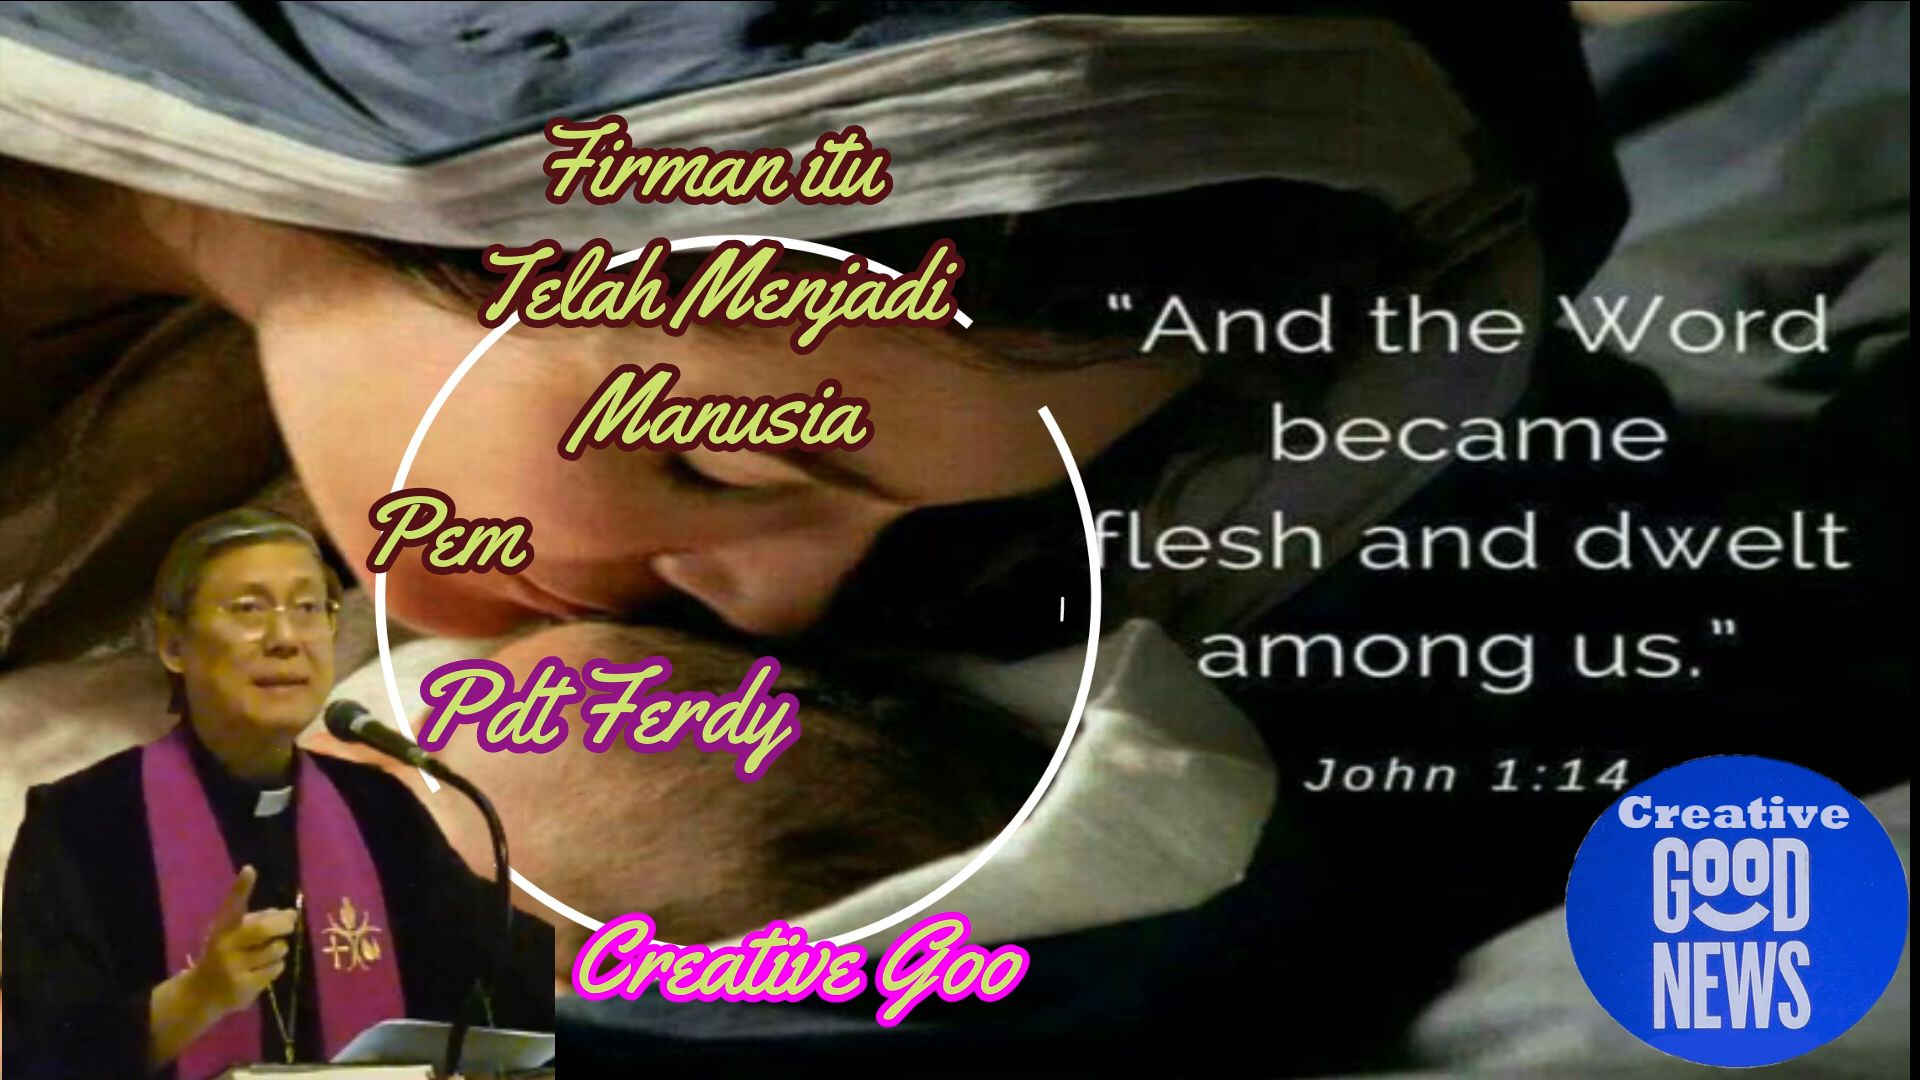 Firman itu
Telah Menjadi
Manusia
Pem
Pdt Ferdy
Creative Goo
“And the Word
became
flesh and dwelt
among us.”
John 1:14
Creative
GOOD
NEWS